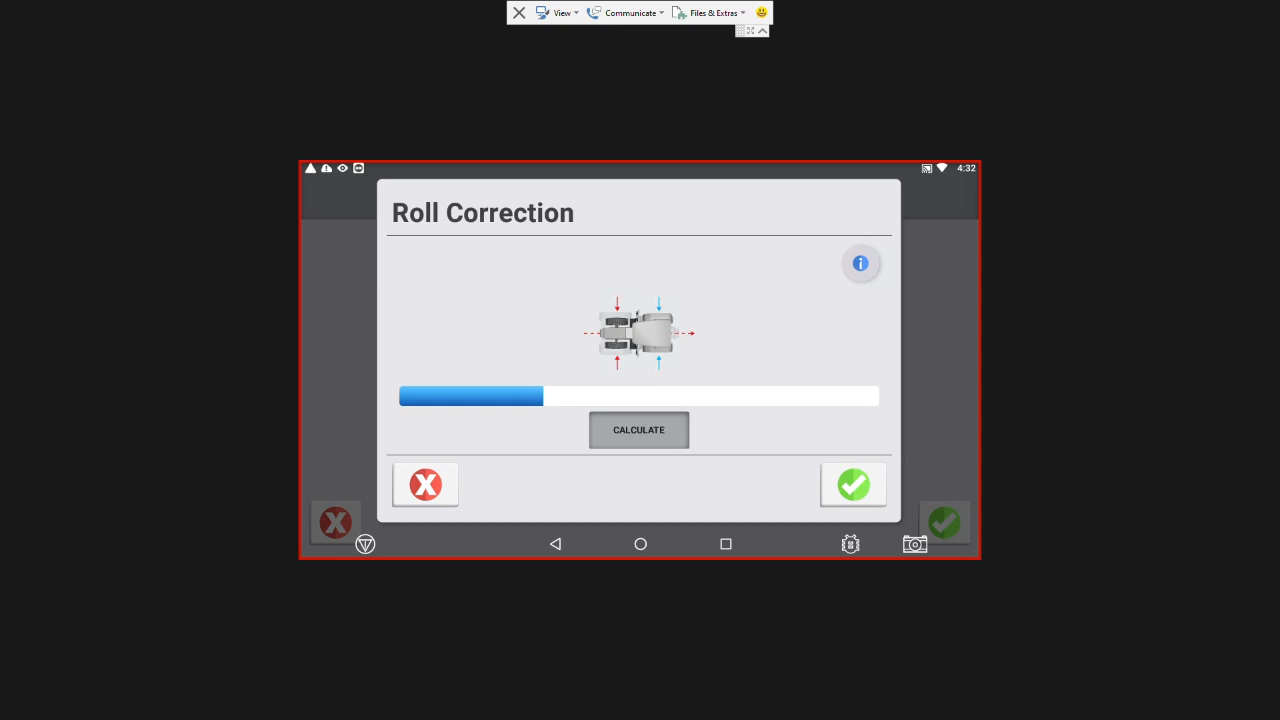 View
Communicate
Files & Extras
4:32
Roll Correction
CALCULATE